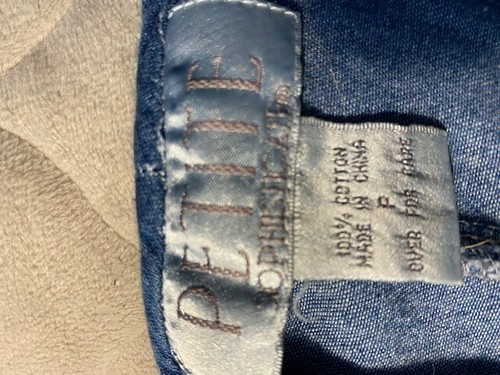 PETITE
SOPHISTICATE
100% COTTON
MADE IN CHINA
P
OVER FOR CARE